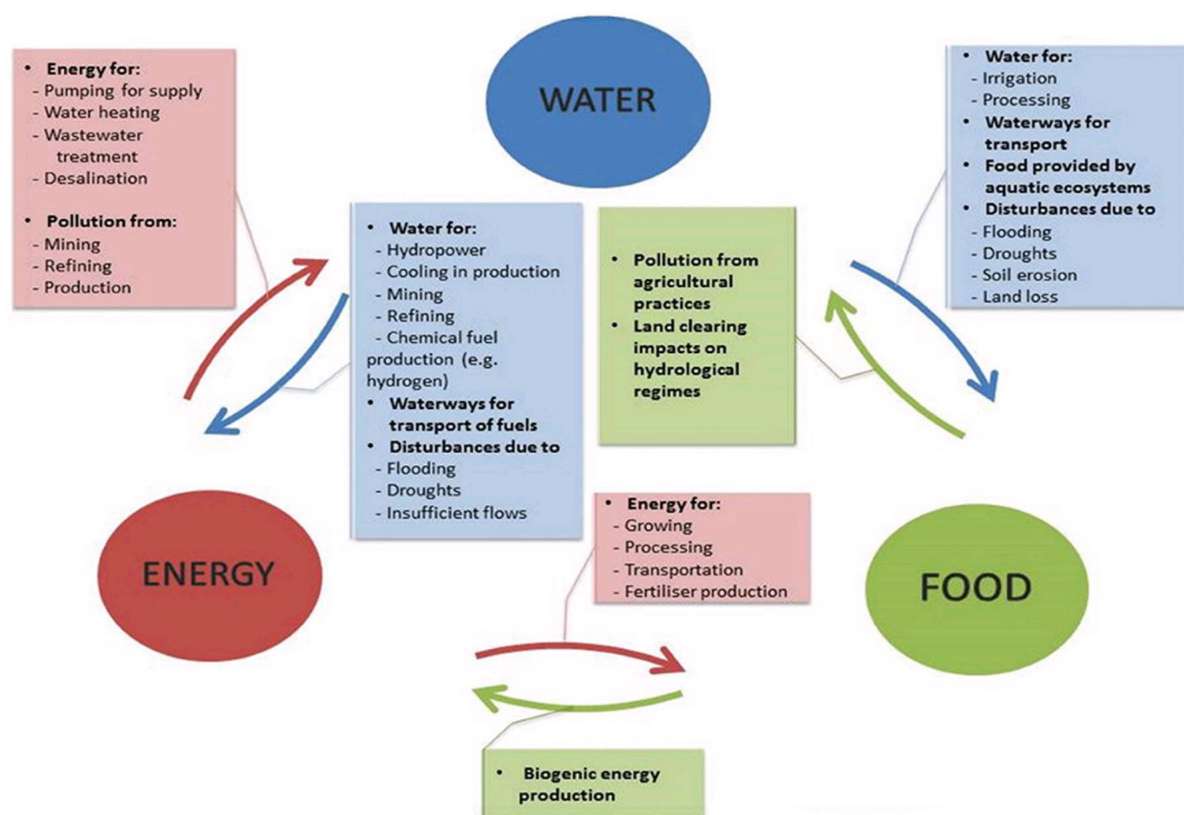 WATER
• Energy for:
- Pumping for supply
- Water heating
- Wastewater
treatment
- Desalination
• Pollution from:
- Mining
- Refining
- Production
• Water for:
- Hydropower
- Cooling in production
- Mining
- Refining
- Chemical fuel
production (e.g.
hydrogen)
• Waterways for
transport of fuels
• Disturbances due to
- Flooding
- Droughts
- Insufficient flows
• Pollution from
agricultural
practices
• Land clearing
impacts on
hydrological
regimes
• Water for:
- Irrigation
- Processing
• Waterways for
transport
• Food provided by
aquatic ecosystems
• Disturbances due to
- Flooding
- Droughts
- Soil erosion
- Land loss
ENERGY
• Energy for:
- Growing
- Processing
- Transportation
- Fertiliser production
FOOD
• Biogenic energy
production